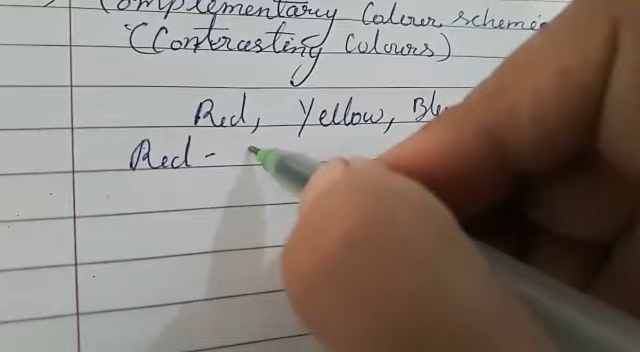 Complementary Colour scheme
(Contrasting Colours)
Red, Yellow,
Red -